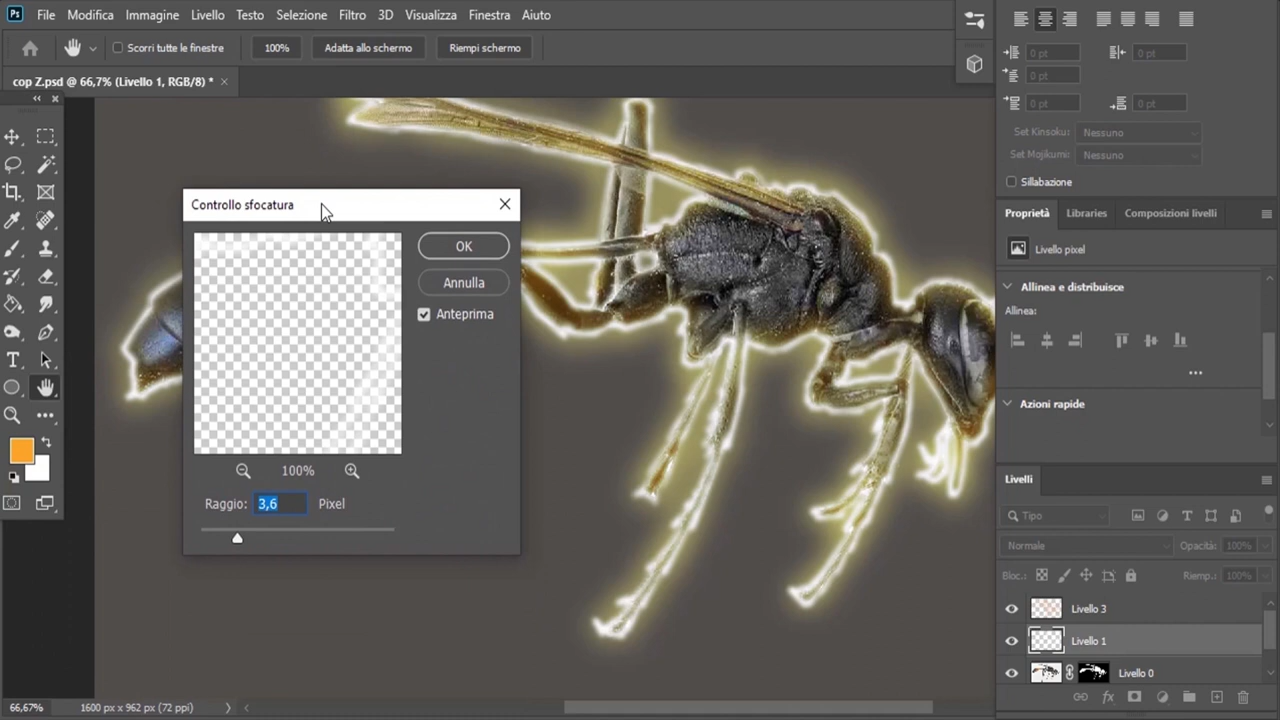 Ps File Modifica Immagine Livello Testo Selezione Filtro 3D Visualizza Finestra Aiuto
Scorri tutte le finestre 100% Adatta allo schermo Riempi schermo
cop Z.psd @ 66,7% (Livello 1, RGB/8) * ×
Controllo sfocatura
OK
Annulla
Anteprima
100%
Raggio: 3,6 Pixel
66,67% 1600 px x 962 px (72 ppi)
0 pt 0 pt
0 pt
0 pt 0 pt
Set Kinsoku: Nessuno
Set Mojikumi: Nessuno
Sillabazione
Proprietà Libraries Composizioni livelli
Livello pixel
Allinea e distribuisce
Allinea:
Azioni rapide
Livelli
Tipo
Normale Opacità: 100%
Bloc.: Riemp.: 100%
Livello 3
Livello 1
Livello 0
fx